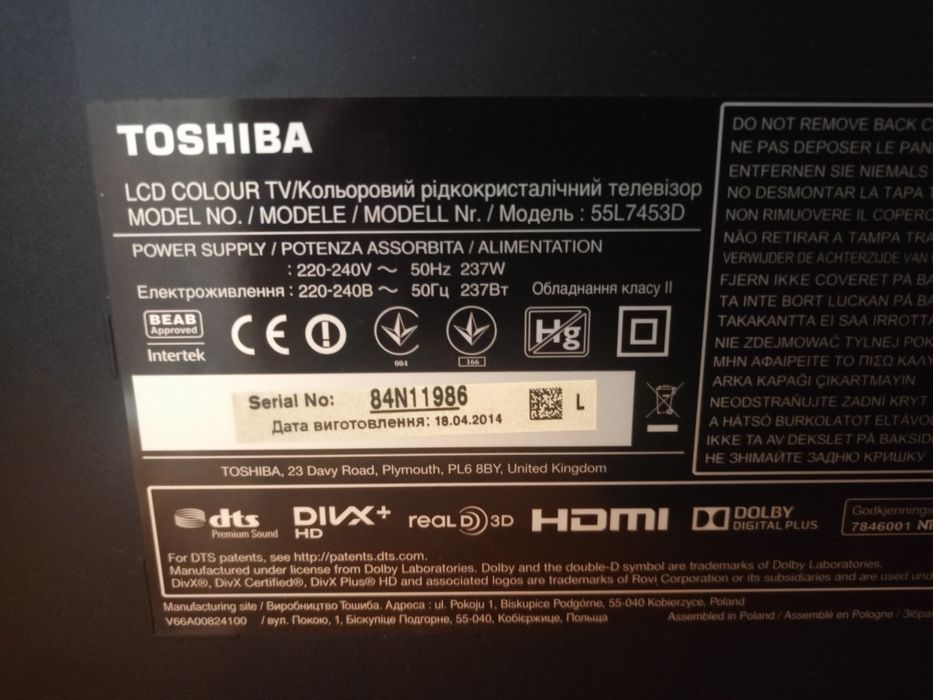 TOSHIBA
LCD COLOUR TV/Кольоровий рідкокристалічний телевізор
MODEL NO. / MODELE / MODELL Nr. / Модель : 55L7453D
POWER SUPPLY / POTENZA ASSORBITA / ALIMENTATION
: 220-240V ～ 50Hz 237W
Електроживлення : 220-240В ～ 50Гц 237Вт Обладнання класу II
BEAB
Approved
Intertek
CE
004
166
Hg
Serial No: 84N11986 L
Дата виготовлення: 18.04.2014
TOSHIBA, 23 Davy Road, Plymouth, PL6 8BY, United Kingdom
DO NOT REMOVE BACK
NE PAS DEPOSER LE
ENTFERNEN SIE NIEMALS
NO DESMONTAR LA TAPA
NON RIMUOVERE IL
NÃO RETIRAR A TAMPA
VERWIJDER DE ACHTERZIJDE VAN
FJERN IKKE COVERET PÅ
TA INTE BORT LUCKAN PÅ
TAKAKANTTA EI SAA
NIE ZDEJMOWAĆ TYLNEJ
ΜΗΝ ΑΦΑΙΡΕΙΤΕ ΤΟ ΠΙΣΩ
ARKA KAPAĞI ÇIKARTMAYIN
NEODSTRAŇUJTE ZADNÍ KRYT
A HÁTSÓ BURKOLATOT
IKKE TA AV DEKSLET PÅ
НЕ ЗНІМАЙТЕ ЗАДНЮ КРИШКУ
dts
Premium Sound
DIVX+
HD
REAL D 3D
HDMI
DOLBY
DIGITAL PLUS
Godkjennings
7846001
For DTS patents, see http://patents.dts.com.
Manufactured under license from Dolby Laboratories. Dolby and the double-D symbol are trademarks of Dolby Laboratories.
DivX®, DivX Certified®, DivX Plus® HD and associated logos are trademarks of Rovi Corporation or its subsidiaries and are used
Manufacturing site / Виробництво Тошиба. Адреса : ul. Pokoju 1, Biskupice Podgórne, 55-040 Kobierzyce, Poland
V66A00824100 / вул. Покою, 1, Біскупіце Подгорне, 55-040, Кобєржице, Польща
Assembled in Poland / Assemblé en Pologne /